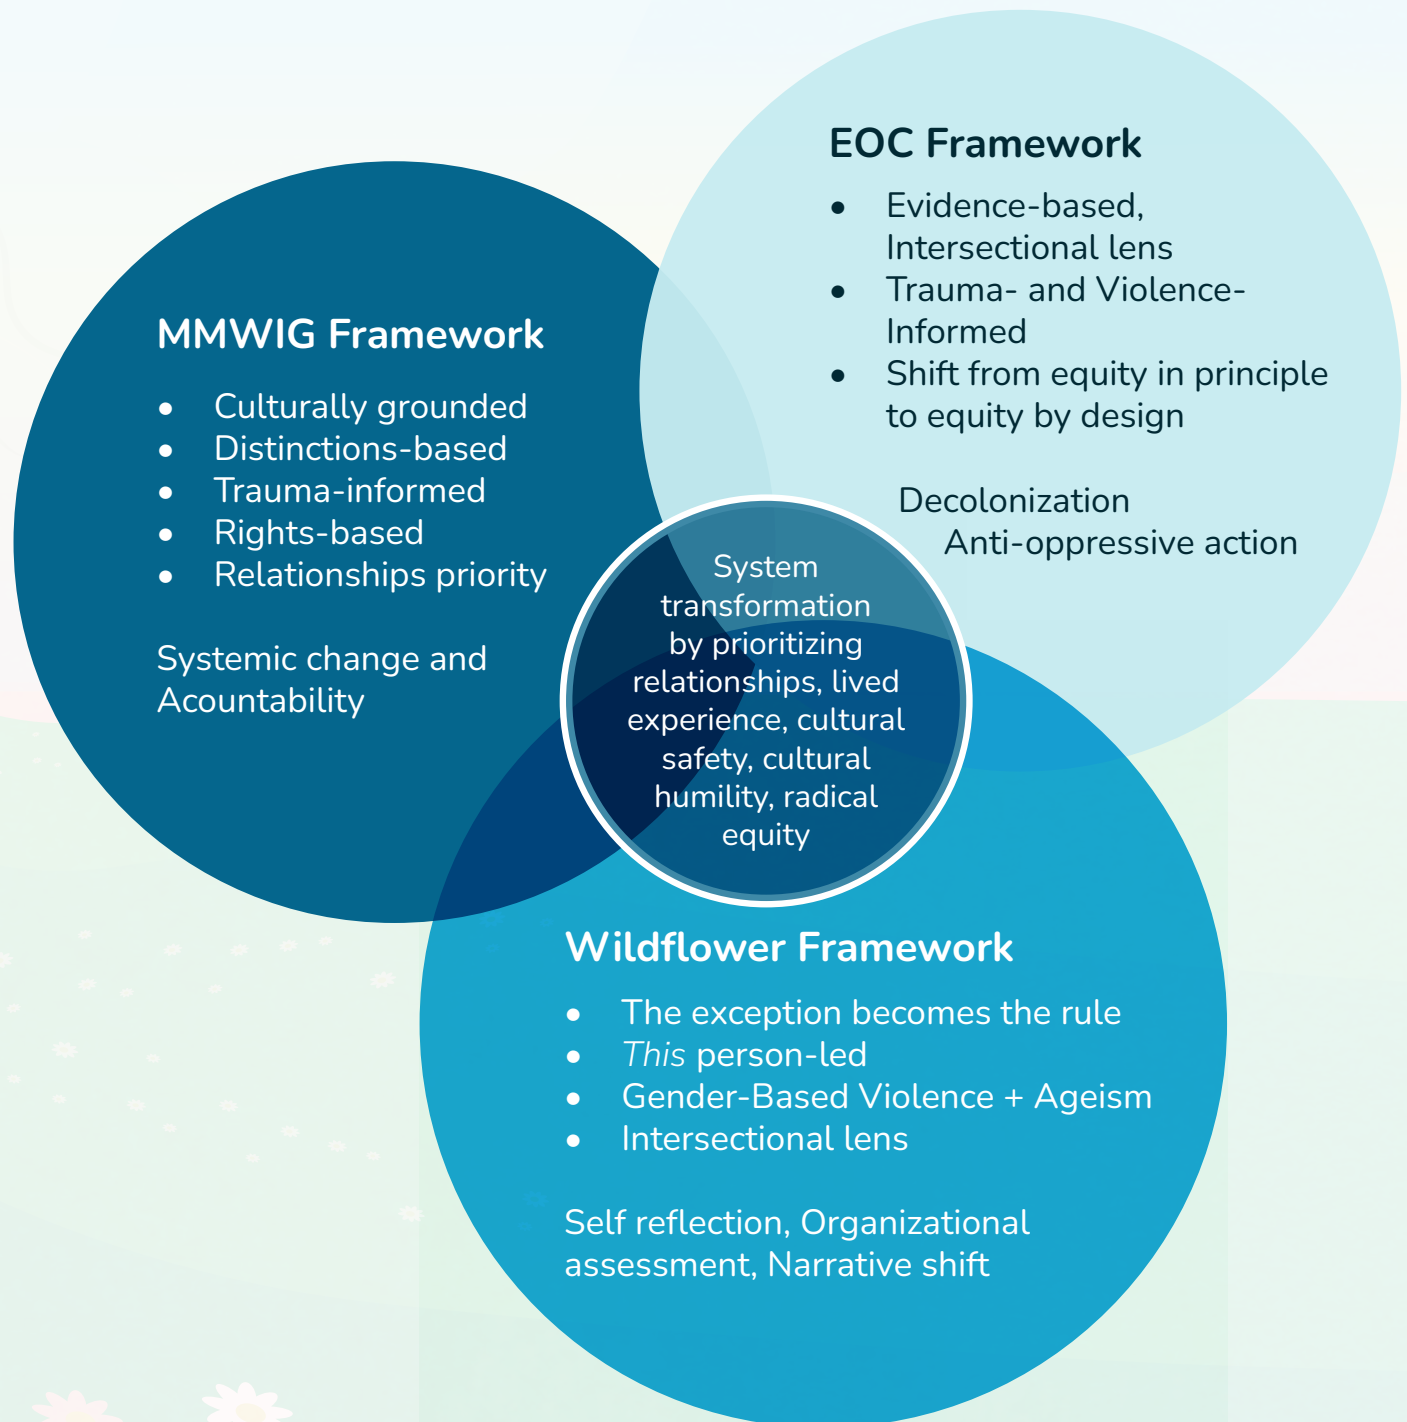 MMWIG Framework
● Culturally grounded
● Distinctions-based
● Trauma-informed
● Rights-based
● Relationships priority
Systemic change and
Acountability
EOC Framework
● Evidence-based,
Intersectional lens
● Trauma- and Violence-
Informed
● Shift from equity in principle
to equity by design
Decolonization
Anti-oppressive action
System
transformation
by prioritizing
relationships, lived
experience, cultural
safety, cultural
humility, radical
equity
Wildflower Framework
● The exception becomes the rule
● This person-led
● Gender-Based Violence + Ageism
● Intersectional lens
Self reflection, Organizational
assessment, Narrative shift